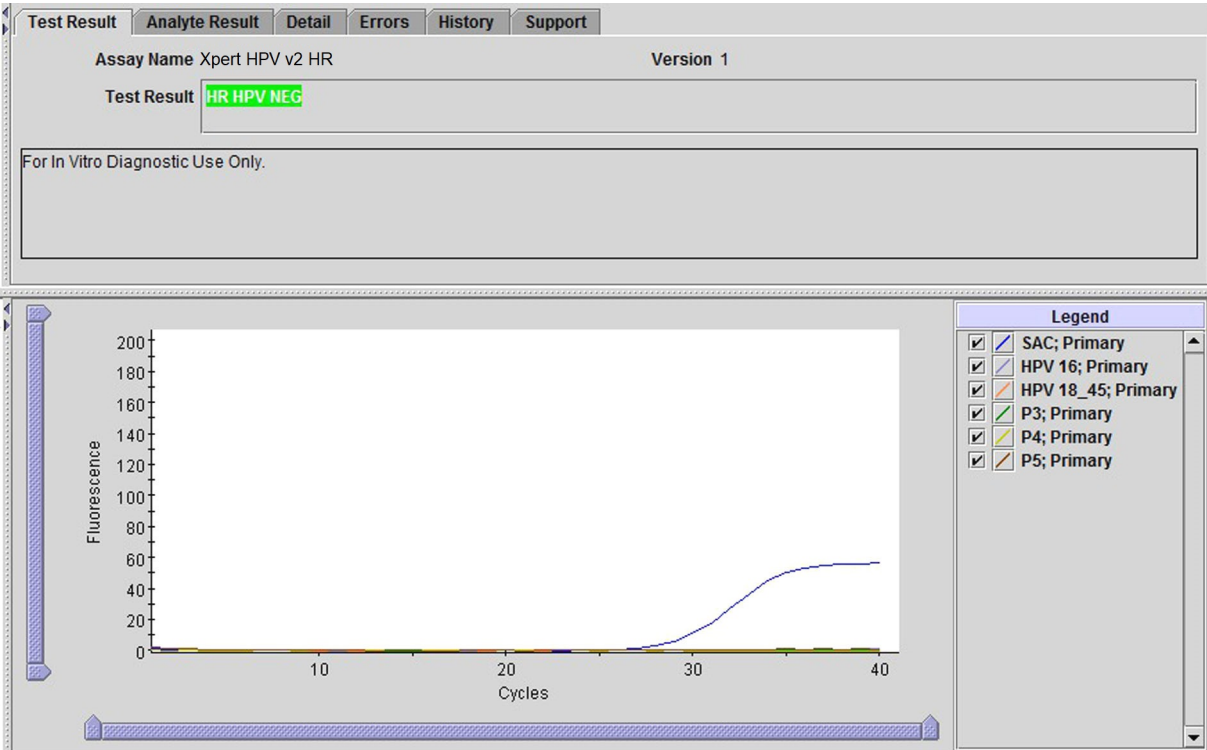 Test Result Analyte Result Detail Errors History Support
Assay Name Xpert HPV v2 HR Version 1
Test Result HR HPV NEG
For In Vitro Diagnostic Use Only.
Legend
SAC; Primary
HPV 16; Primary
HPV 18_45; Primary
P3; Primary
P4; Primary
P5; Primary
Fluorescence
200
180
160
140
120
100
80
60
40
20
0
10 20 30 40
Cycles